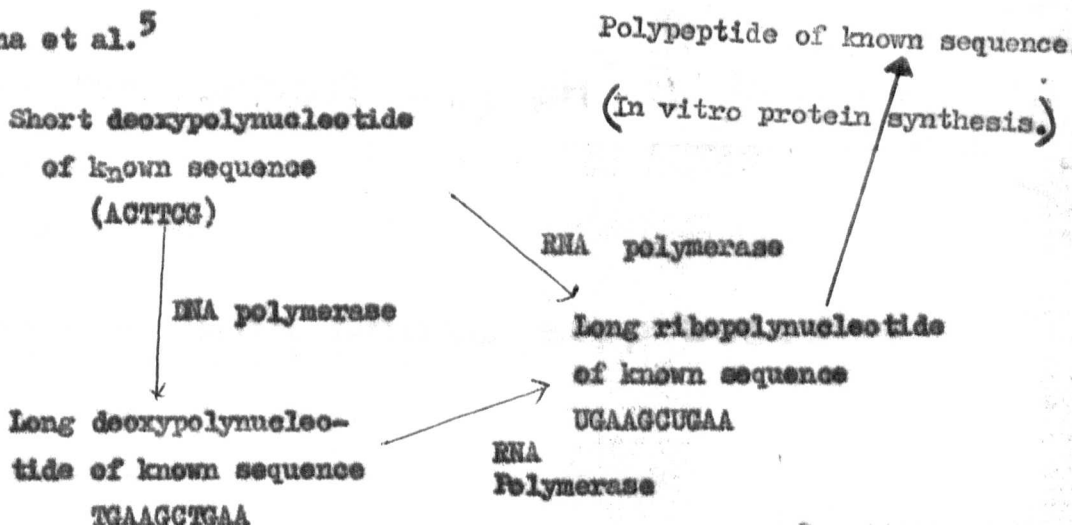 na et al.5
Polypeptide of known sequence.
(In vitro protein synthesis.)
Short deoxypolynucleotide
of known sequence
(ACTTCG)
RNA polymerase
DNA polymerase
Long ribopolynucleotide
of known sequence
UGAAGCUGAA
Long deoxypolynucleo-
tide of known sequence
TGAAGCTGAA
RNA
Polymerase